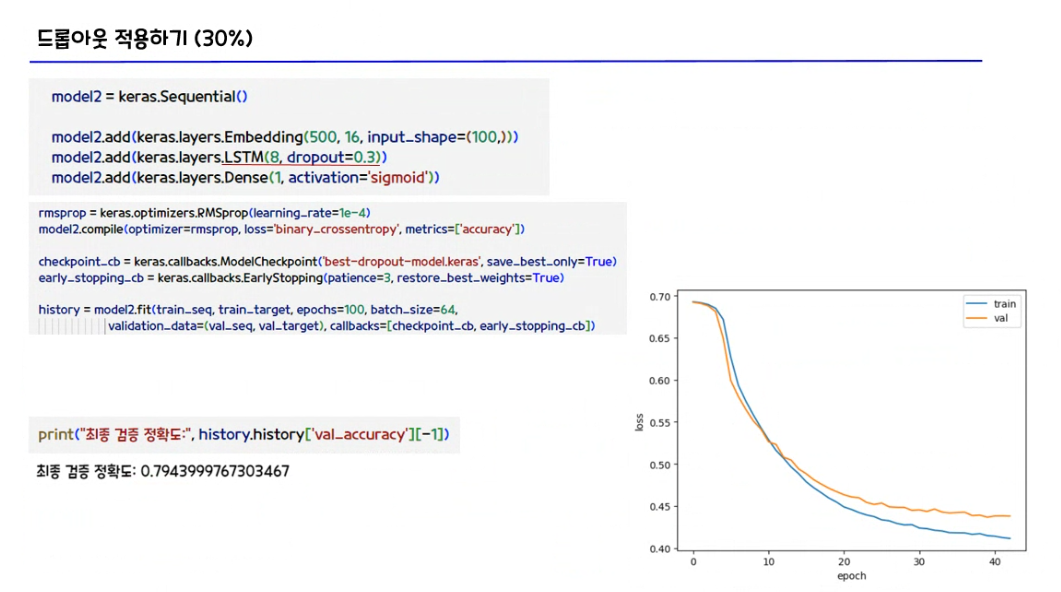 드롭아웃 적용하기 (30%)
model2 = keras.Sequential()
model2.add(keras.layers.Embedding(500, 16, input_shape=(100,)))
model2.add(keras.layers.LSTM(8, dropout=0.3))
model2.add(keras.layers.Dense(1, activation='sigmoid'))
rmsprop = keras.optimizers.RMSprop(learning_rate=1e-4)
model2.compile(optimizer=rmsprop, loss='binary_crossentropy', metrics=['accuracy'])
checkpoint_cb = keras.callbacks.ModelCheckpoint('best-dropout-model.keras', save_best_only=True)
early_stopping_cb = keras.callbacks.EarlyStopping(patience=3, restore_best_weights=True)
history = model2.fit(train_seq, train_target, epochs=100, batch_size=64,
validation_data=(val_seq, val_target), callbacks=[checkpoint_cb, early_stopping_cb])
print("최종 검증 정확도:", history.history['val_accuracy'][-1])
최종 검증 정확도: 0.7943999767303467
train
val
0.70
0.65
0.60
0.55
0.50
0.45
0.40
loss
0
10
20
30
40
epoch